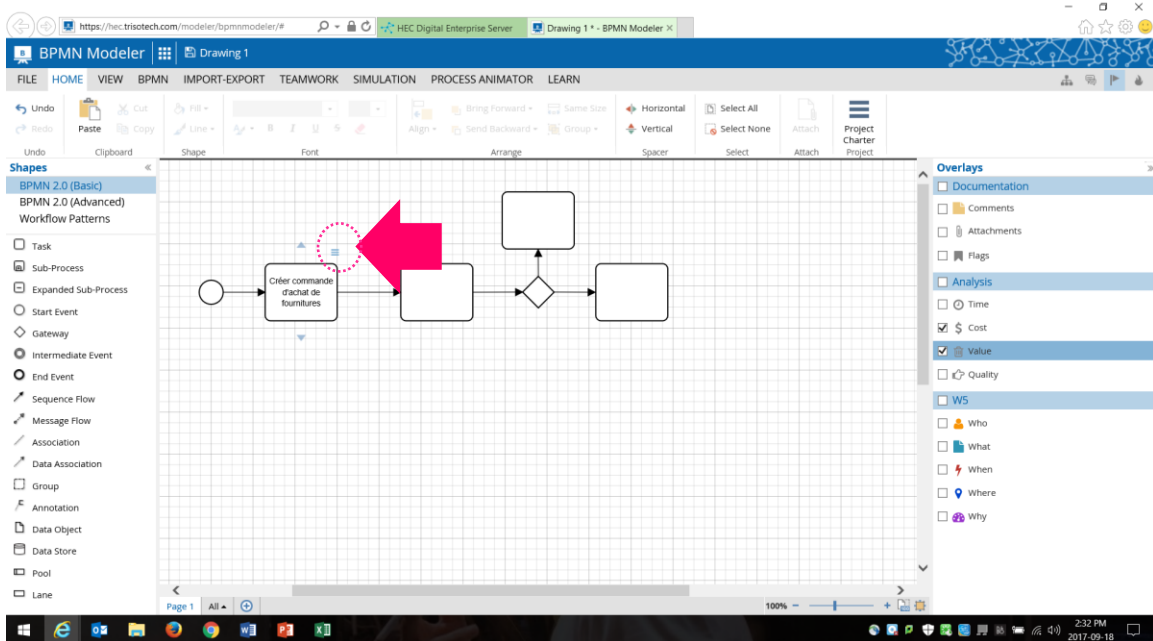 https://hec.trisotech.com/modeler/bpmnmodeler/#
HEC Digital Enterprise Server
Drawing 1 * - BPMN Modeler ×
BPMN Modeler
Drawing 1
FILE HOME VIEW BPMN IMPORT-EXPORT TEAMWORK SIMULATION PROCESS ANIMATOR LEARN
Undo
Redo
Undo
Paste
Cut
Copy
Clipboard
Fill
Line
Shape
B I U S
Font
Align
Bring Forward
Send Backward
Same Size
Group
Arrange
Horizontal
Vertical
Spacer
Select All
Select None
Select
Attach
Attach
Project
Charter
Project
Shapes
BPMN 2.0 (Basic)
BPMN 2.0 (Advanced)
Workflow Patterns
Task
Sub-Process
Expanded Sub-Process
Start Event
Gateway
Intermediate Event
End Event
Sequence Flow
Message Flow
Association
Data Association
Group
Annotation
Data Object
Data Store
Pool
Lane
Créer commande
d'achat de
fournitures
Overlays
Documentation
Comments
Attachments
Flags
Analysis
Time
Cost
Value
Quality
W5
Who
What
When
Where
Why
Page 1 All
100%
2:32 PM
2017-09-18